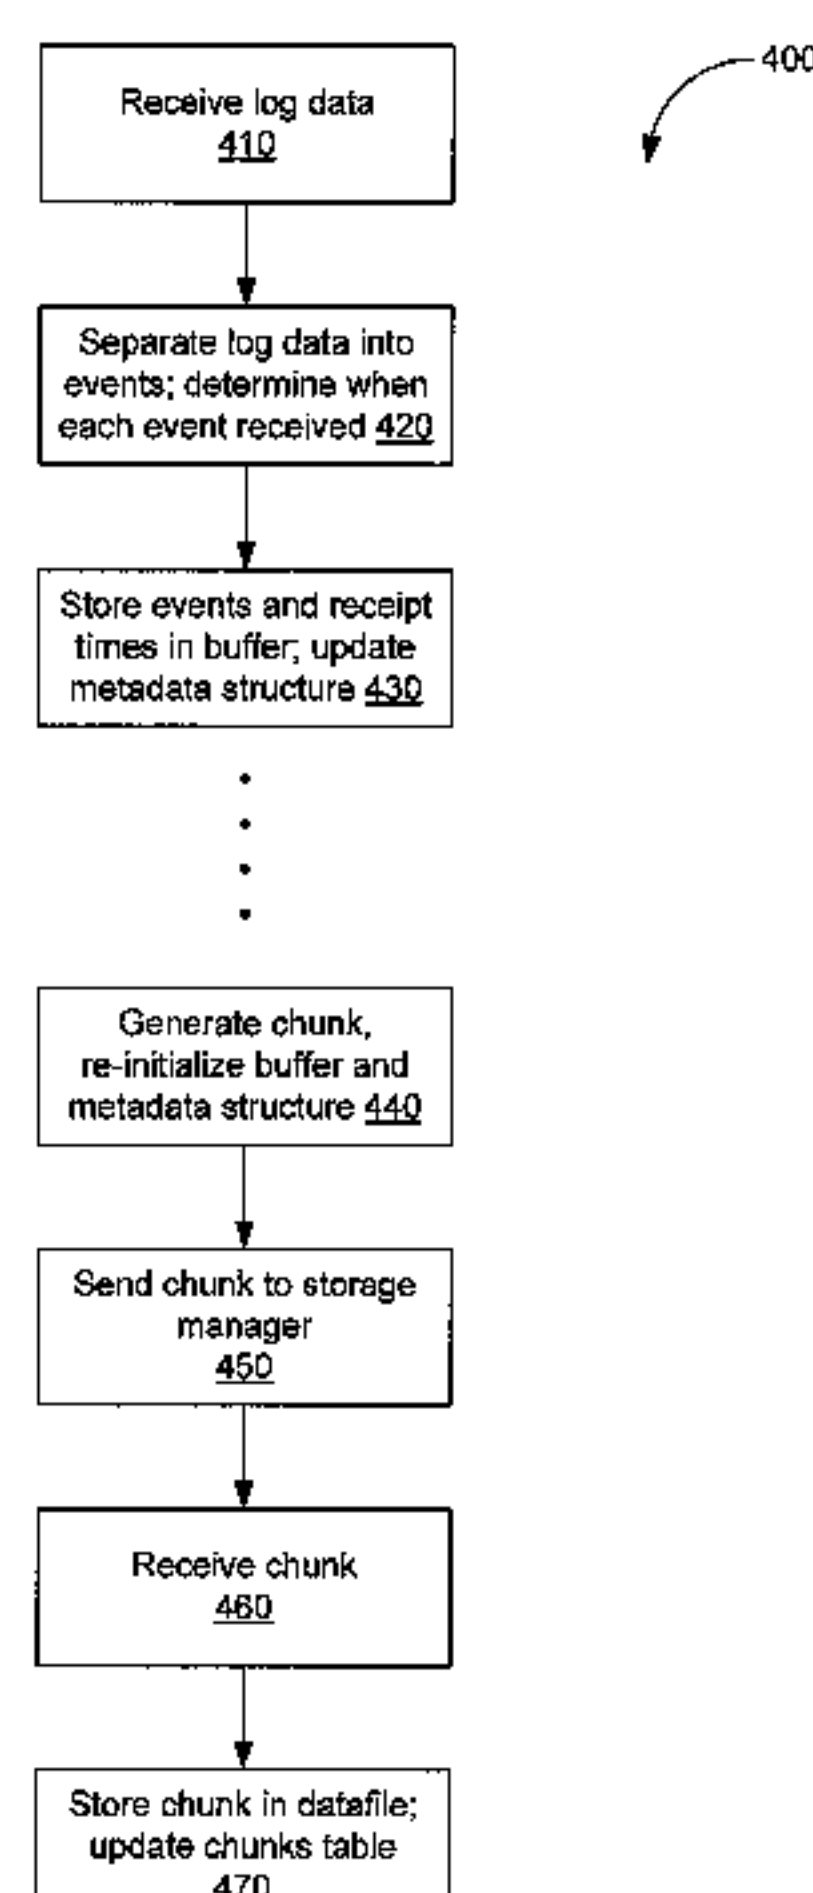 400
Receive log data
410
Separate log data into
events; determine when
each event received 420
Store events and receipt
times in buffer; update
metadata structure 430
Generate chunk,
re-initialize buffer and
metadata structure 440
Send chunk to storage
manager
450
Receive chunk
460
Store chunk in datafile;
update chunks table
470